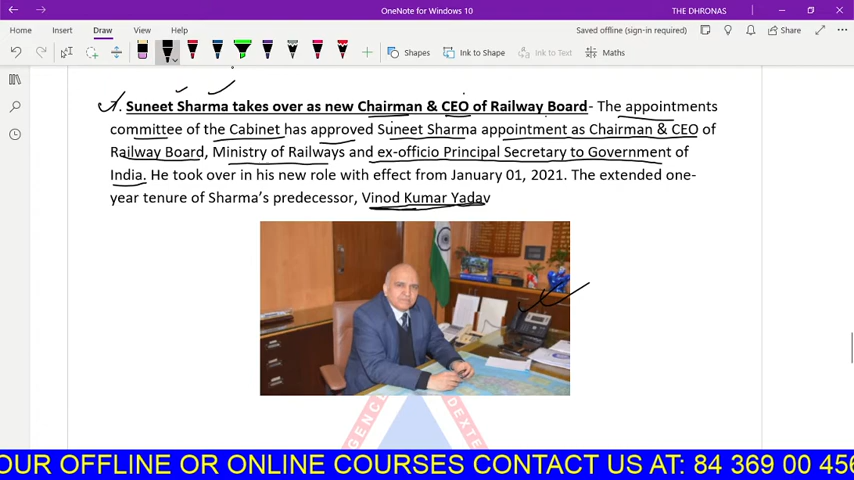 OneNote for Windows 10
THE DHRONAS
Home Insert Draw View Help
Saved offline (sign-in required)
Share
Shapes
Ink to Shape
Ink to Text
Maths
7. Suneet Sharma takes over as new Chairman & CEO of Railway Board- The appointments
committee of the Cabinet has approved Suneet Sharma appointment as Chairman & CEO of
Railway Board, Ministry of Railways and ex-officio Principal Secretary to Government of
India. He took over in his new role with effect from January 01, 2021. The extended one-
year tenure of Sharma's predecessor, Vinod Kumar Yadav
OUR OFFLINE OR ONLINE COURSES CONTACT US AT: 84 369 00 456